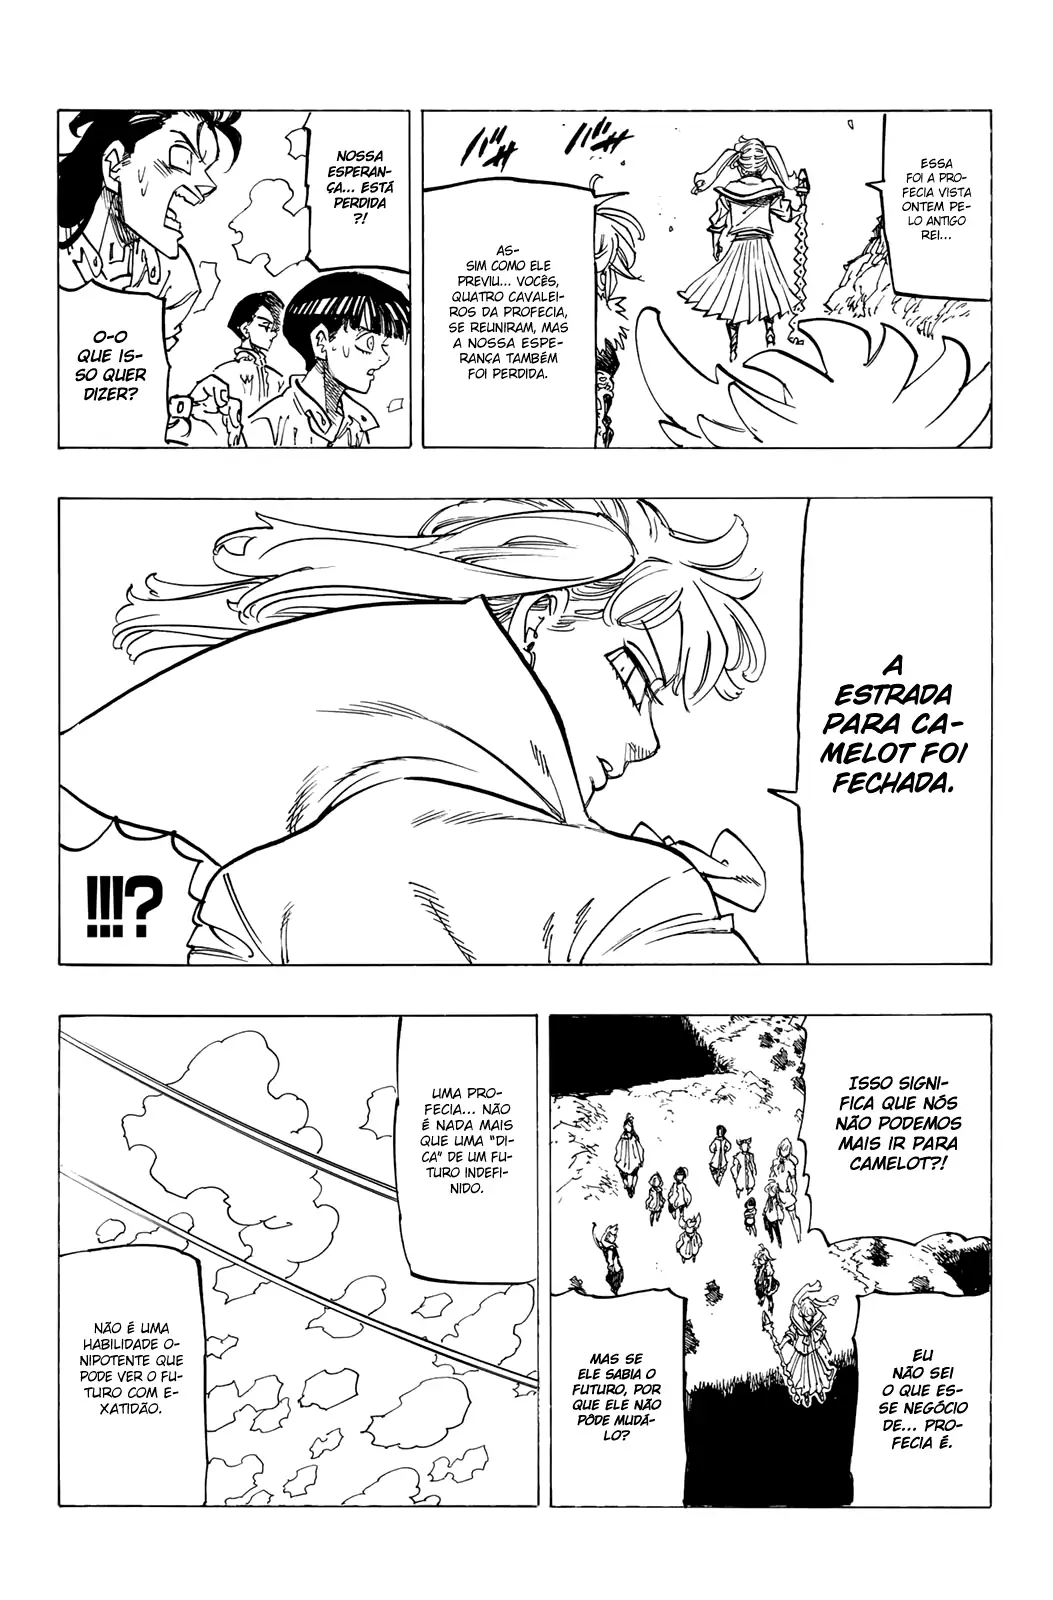 ESSA
FOI A PRO-
FECIA VISTA
ONTEM PE-
LO ANTIGO
REI...
AS-
SIM COMO ELE
PREVIU... VOCÊS,
QUATRO CAVALEI-
ROS DA PROFECIA,
SE REUNIRAM, MAS
A NOSSA ESPE-
RANÇA TAMBÉM
FOI PERDIDA.
NOSSA
ESPERAN-
ÇA... ESTÁ
PERDIDA
?!
O-O
QUE IS-
SO QUER
DIZER?
A
ESTRADA
PARA CA-
MELOT FOI
FECHADA.
!!!?
ISSO SIGNI-
FICA QUE NÓS
NÃO PODEMOS
MAIS IR PARA
CAMELOT?!
EU
NÃO SEI
O QUE ES-
SE NEGÓCIO
DE... PRO-
FECIA É.
MAS SE
ELE SABIA O
FUTURO, POR
QUE ELE NÃO
PÔDE MUDÁ-
LO?
UMA PRO-
FECIA... NÃO
É NADA MAIS
QUE UMA "DI-
CA" DE UM FU-
TURO INDEFI-
NIDO.
NÃO É UMA
HABILIDADE O-
NIPOTENTE QUE
PODE VER O FU-
TURO COM E-
XATIDÃO.